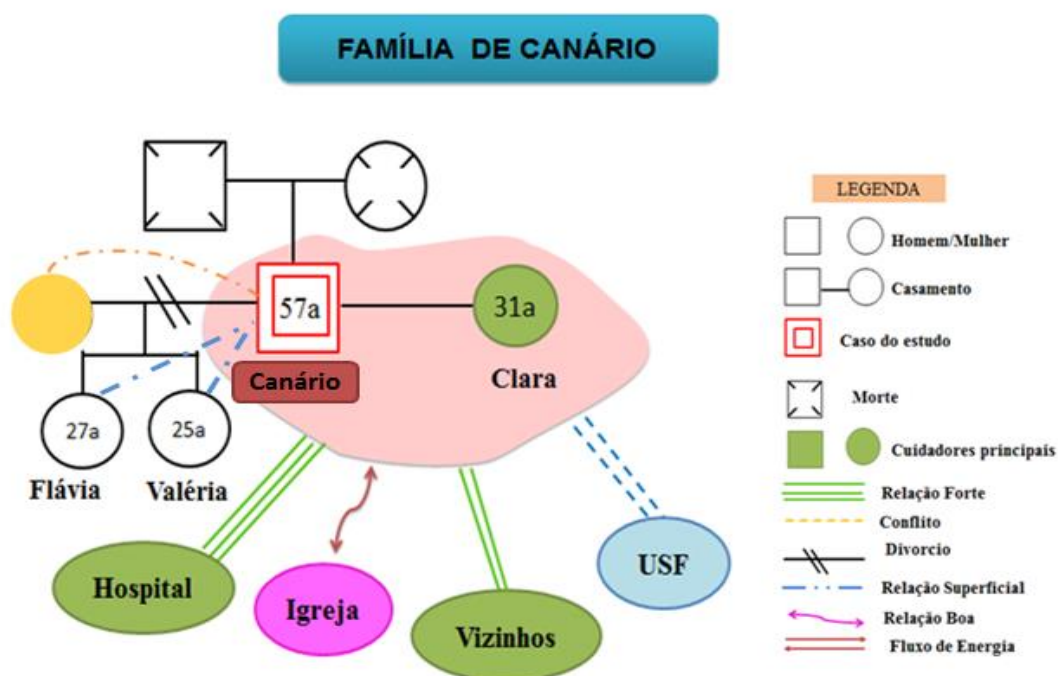 FAMÍLIA DE CANÁRIO
57a
31a
Canário
Clara
27a
25a
Flávia
Valéria
Hospital
Igreja
Vizinhos
USF
LEGENDA
Homem/Mulher
Casamento
Caso do estudo
Morte
Cuidadores principais
Relação Forte
Conflito
Divorcio
Relação Superficial
Relação Boa
Fluxo de Energia